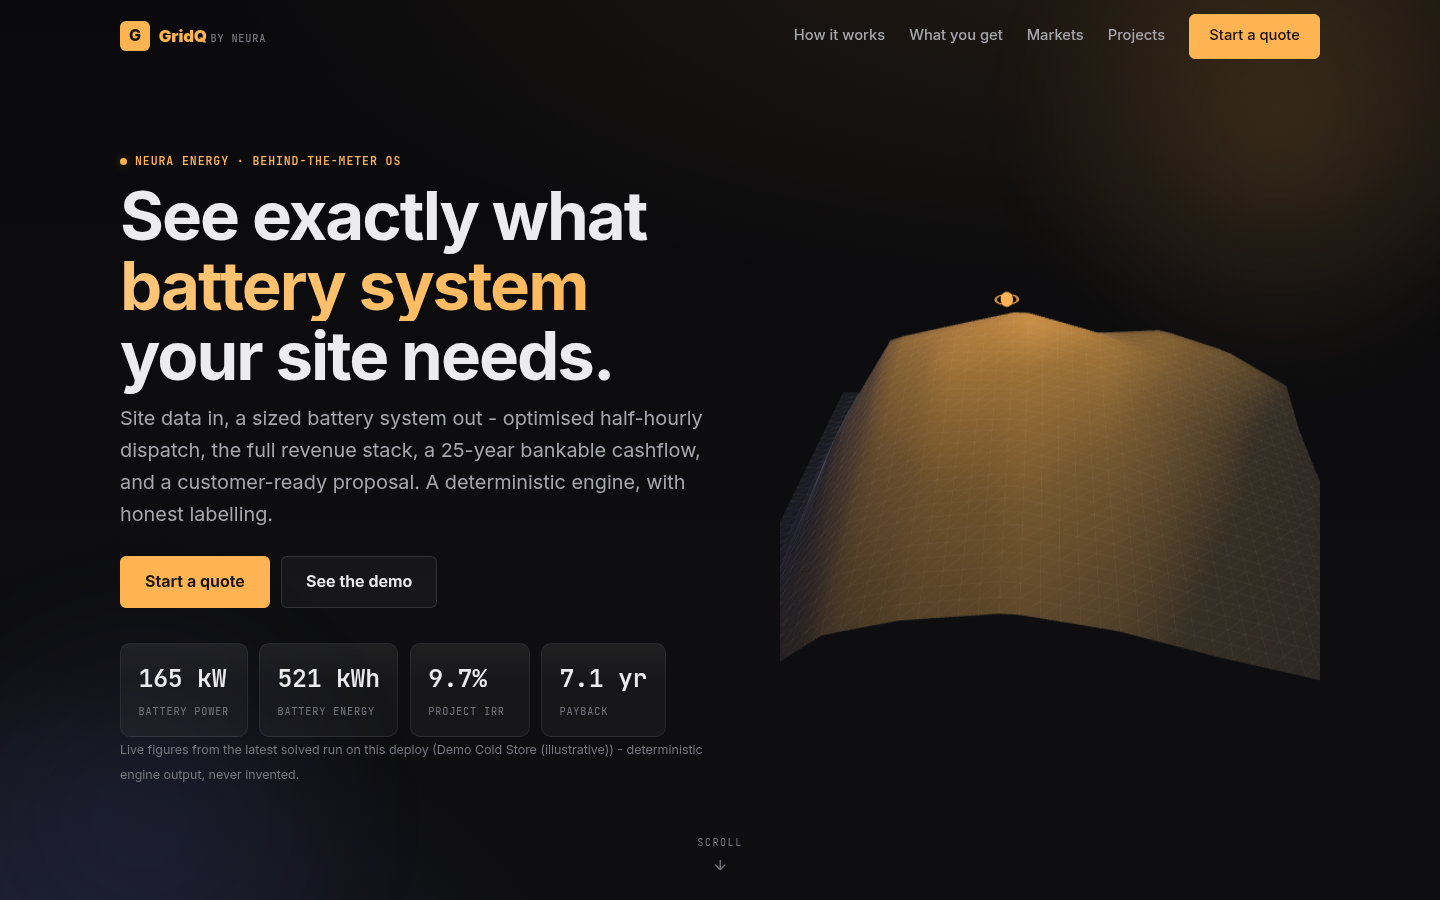 G GridQ BY NEURA
How it works What you get Markets Projects Start a quote
NEURA ENERGY · BEHIND-THE-METER OS
See exactly what
battery system
your site needs.
Site data in, a sized battery system out - optimised half-hourly
dispatch, the full revenue stack, a 25-year bankable cashflow,
and a customer-ready proposal. A deterministic engine, with
honest labelling.
Start a quote See the demo
165 kW 521 kWh 9.7% 7.1 yr
BATTERY POWER BATTERY ENERGY PROJECT IRR PAYBACK
Live figures from the latest solved run on this deploy (Demo Cold Store (illustrative)) - deterministic
engine output, never invented.
SCROLL